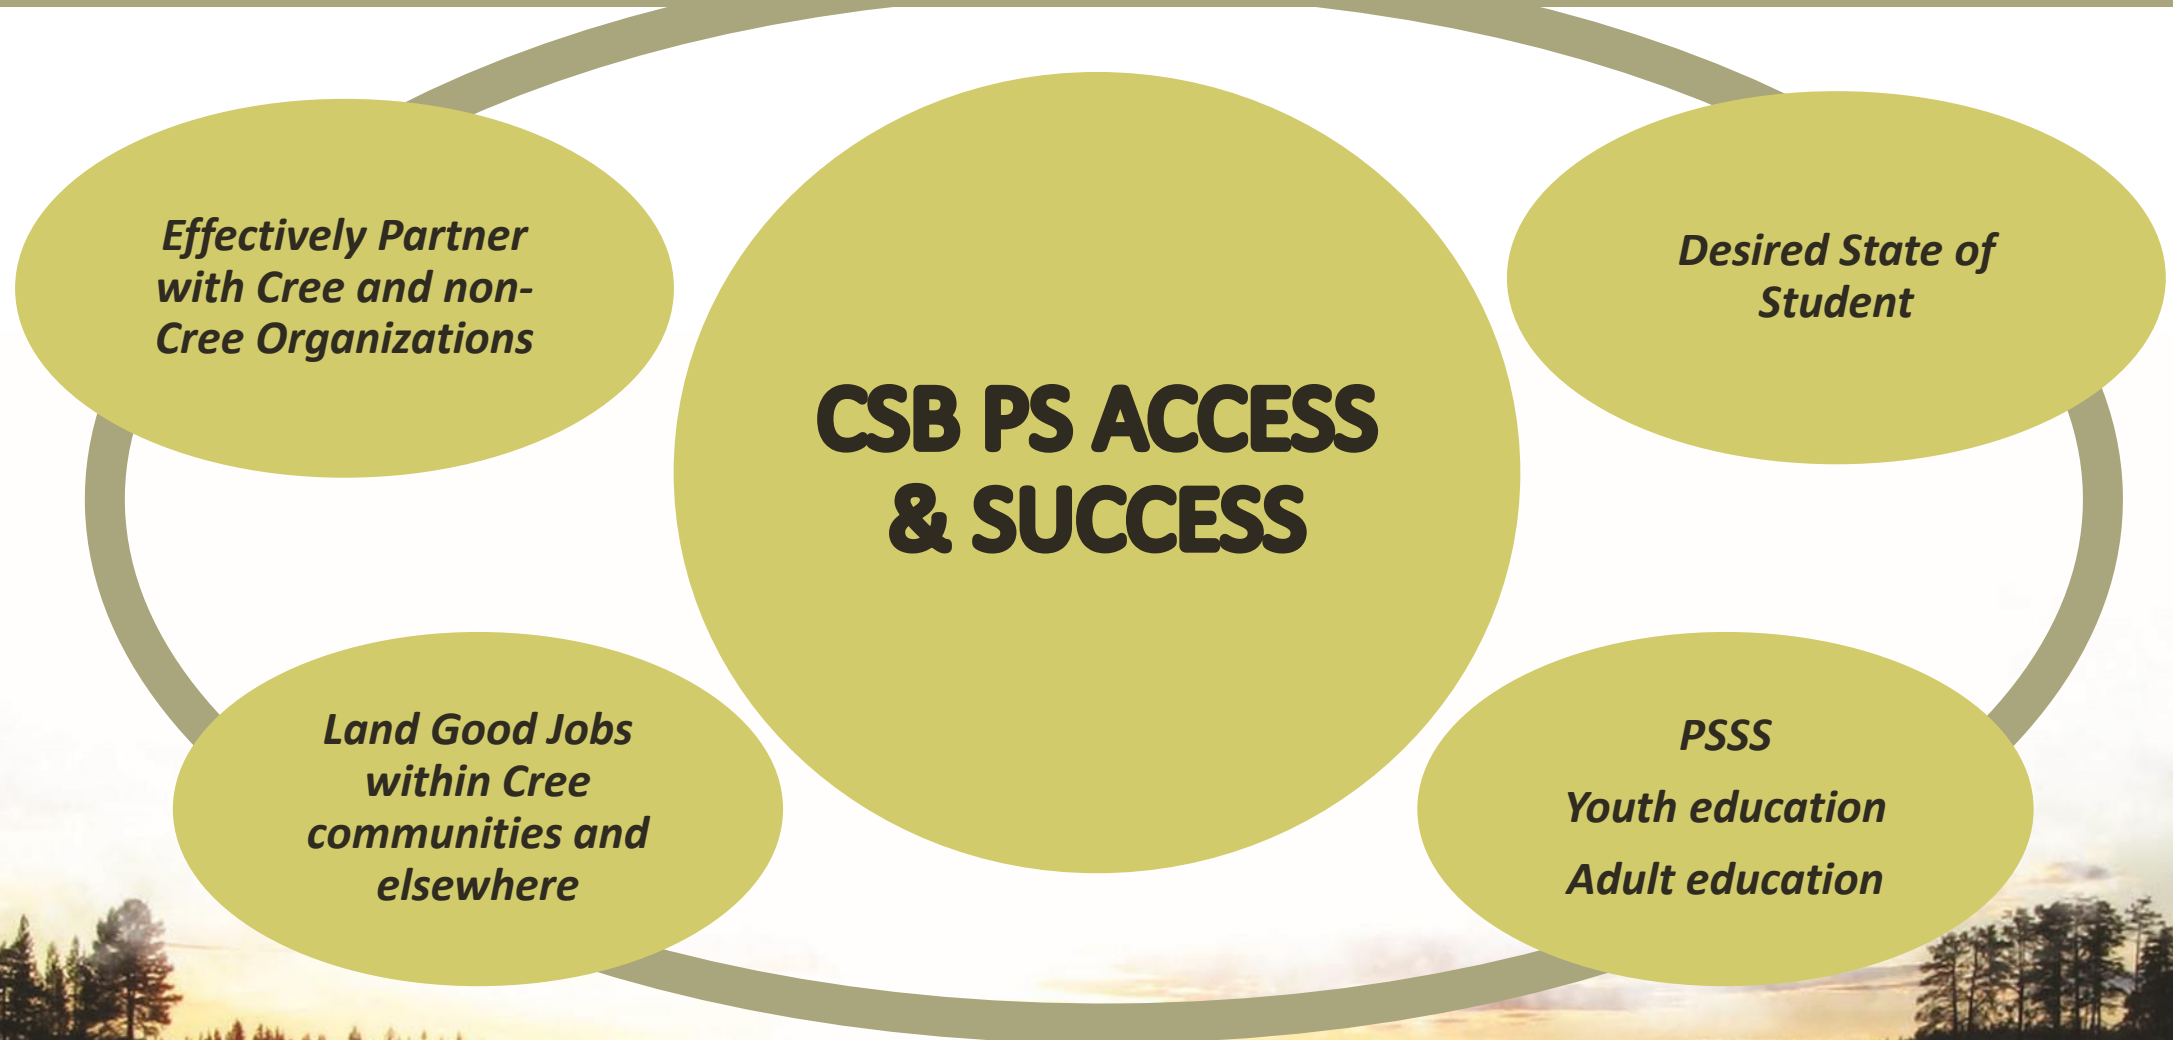 Effectively Partner
with Cree and non-
Cree Organizations
Desired State of
Student
CSB PS ACCESS
& SUCCESS
Land Good Jobs
within Cree
communities and
elsewhere
PSSS
Youth education
Adult education